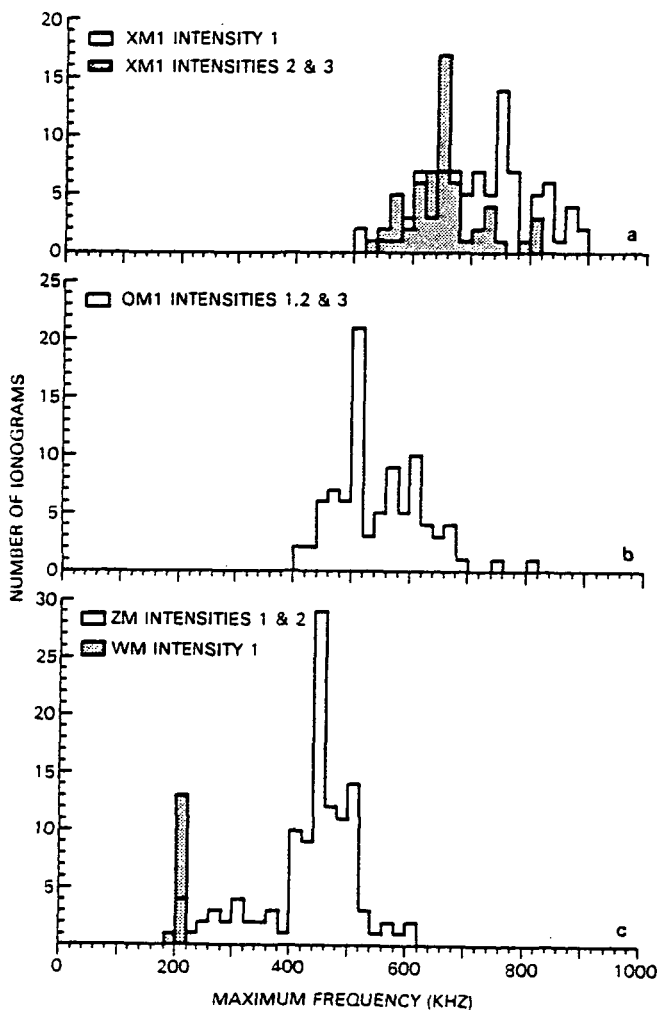 20
XM1 INTENSITY 1
XM1 INTENSITIES 2 & 3
15
10
5
0
a
25
OM1 INTENSITIES 1.2 & 3
20
15
10
5
0
b
NUMBER OF IONOGRAMS
30
ZM INTENSITIES 1 & 2
WM INTENSITY 1
25
20
15
10
5
c
0 200 400 600 800 1000
MAXIMUM FREQUENCY (KHZ)